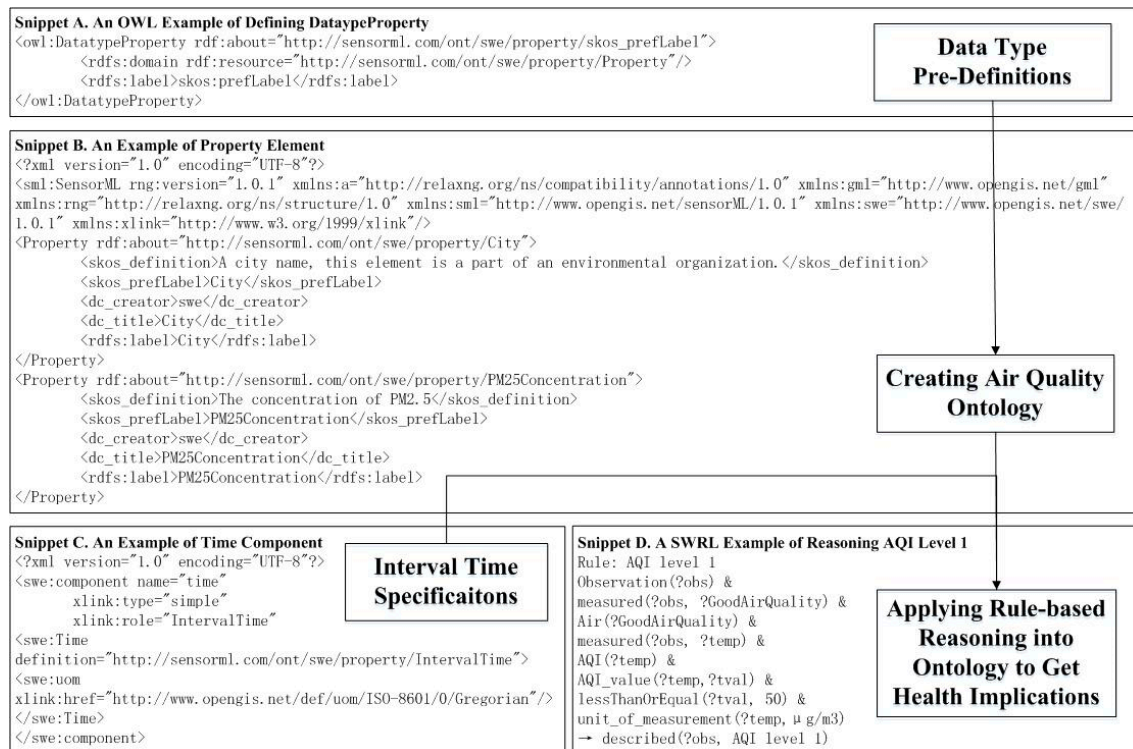 Snippet A. An OWL Example of Defining DataypeProperty
<owl:DatatypeProperty rdf:about="http://sensorml.com/ont/swe/property/skos_prefLabel">
<rdfs:domain rdf:resource="http://sensorml.com/ont/swe/property/Property"/>
<rdfs:label>skos:prefLabel</rdfs:label>
</owl:DatatypeProperty>
Data Type
Pre-Definitions
Snippet B. An Example of Property Element
<?xml version="1.0" encoding="UTF-8"?>
<sml:SensorML rng:version="1.0.1" xmlns:a="http://relaxng.org/ns/compatibility/annotations/1.0" xmlns:gml="http://www.opengis.net/gml"
xmlns:rng="http://relaxng.org/ns/structure/1.0" xmlns:sml="http://www.opengis.net/sensorML/1.0.1" xmlns:swe="http://www.opengis.net/swe/
1.0.1" xmlns:xlink="http://www.w3.org/1999/xlink"/>
<Property rdf:about="http://sensorml.com/ont/swe/property/City">
<skos_definition>A city name, this element is a part of an environmental organization.</skos_definition>
<skos_prefLabel>City</skos_prefLabel>
<dc_creator>swe</dc_creator>
<dc_title>City</dc_title>
<rdfs:label>City</rdfs:label>
</Property>
<Property rdf:about="http://sensorml.com/ont/swe/property/PM25Concentration">
<skos_definition>The concentration of PM2.5</skos_definition>
<skos_prefLabel>PM25Concentration</skos_prefLabel>
<dc_creator>swe</dc_creator>
<dc_title>PM25Concentration</dc_title>
<rdfs:label>PM25Concentration</rdfs:label>
</Property>
Creating Air Quality
Ontology
Snippet C. An Example of Time Component
<?xml version="1.0" encoding="UTF-8"?>
<swe:component name="time"
xlink:type="simple"
xlink:role="IntervalTime"
<swe:Time
definition="http://sensorml.com/ont/swe/property/IntervalTime">
<swe:uom
xlink:href="http://www.opengis.net/def/uom/ISO-8601/0/Gregorian"/>
</swe:Time>
</swe:component>
Interval Time
Specificaitons
Snippet D. A SWRL Example of Reasoning AQI Level 1
Rule: AQI level 1
Observation(?obs) &
measured(?obs, ?GoodAirQuality) &
Air(?GoodAirQuality) &
measured(?obs, ?temp) &
AQI(?temp) &
AQI_value(?temp,?tval) &
lessThanOrEqual(?tval, 50) &
unit_of_measurement(?temp, μg/m3)
→ described(?obs, AQI level 1)
Applying Rule-based
Reasoning into
Ontology to Get
Health Implications